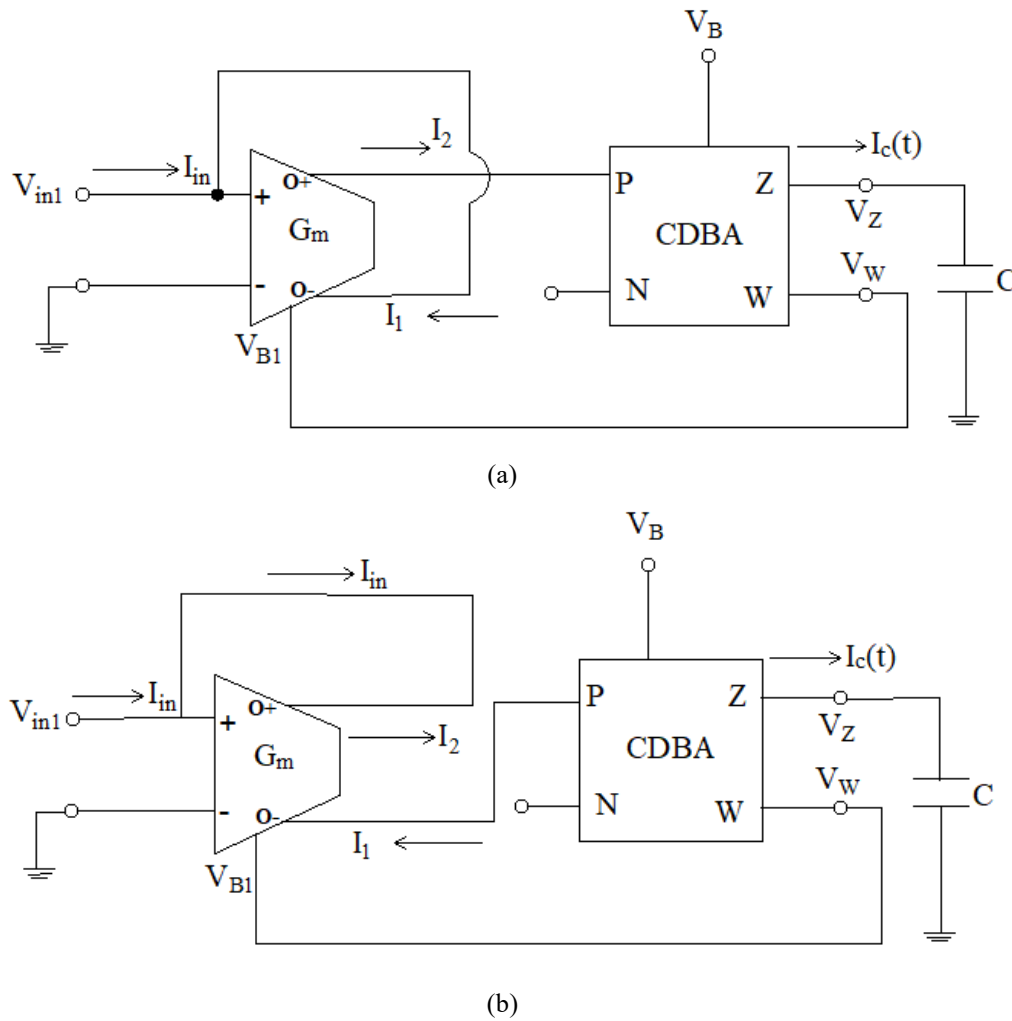 V_B
I_in
I_2
I_c(t)
V_in1
+
O+
P
Z
G_m
CDBA
V_Z
V_W
-
O-
N
W
C
I_1
V_B1
(a)
V_B
I_in
I_in
I_c(t)
V_in1
+
O+
P
Z
G_m
I_2
CDBA
V_Z
V_W
-
O-
N
W
C
I_1
V_B1
(b)